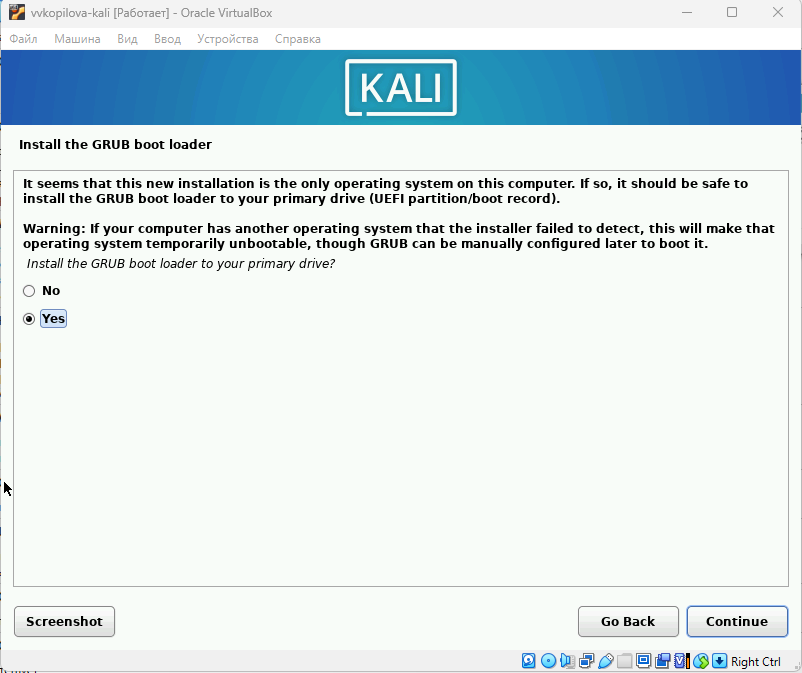 vvkopilova-kali [Работает] - Oracle VirtualBox
Файл Машина Вид Ввод Устройства Справка
KALI
Install the GRUB boot loader
It seems that this new installation is the only operating system on this computer. If so, it should be safe to
install the GRUB boot loader to your primary drive (UEFI partition/boot record).
Warning: If your computer has another operating system that the installer failed to detect, this will make that
operating system temporarily unbootable, though GRUB can be manually configured later to boot it.
Install the GRUB boot loader to your primary drive?
No
Yes
Screenshot Go Back Continue
Right Ctrl